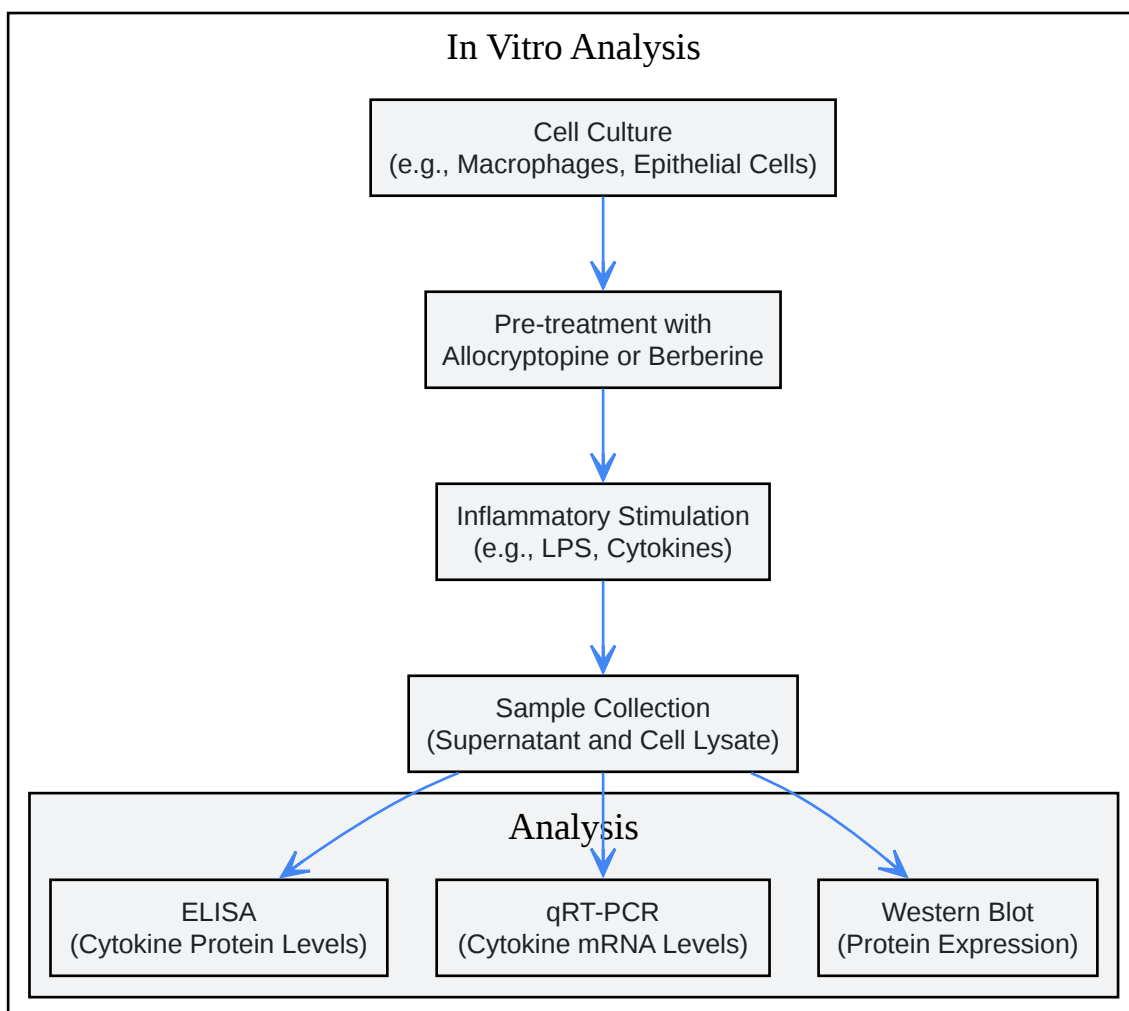 In Vitro Analysis
Cell Culture
(e.g., Macrophages, Epithelial Cells)
Pre-treatment with
Allocryptopine or Berberine
Inflammatory Stimulation
(e.g., LPS, Cytokines)
Sample Collection
(Supernatant and Cell Lysate)
Analysis
ELISA
(Cytokine Protein Levels)
qRT-PCR
(Cytokine mRNA Levels)
Western Blot
(Protein Expression)